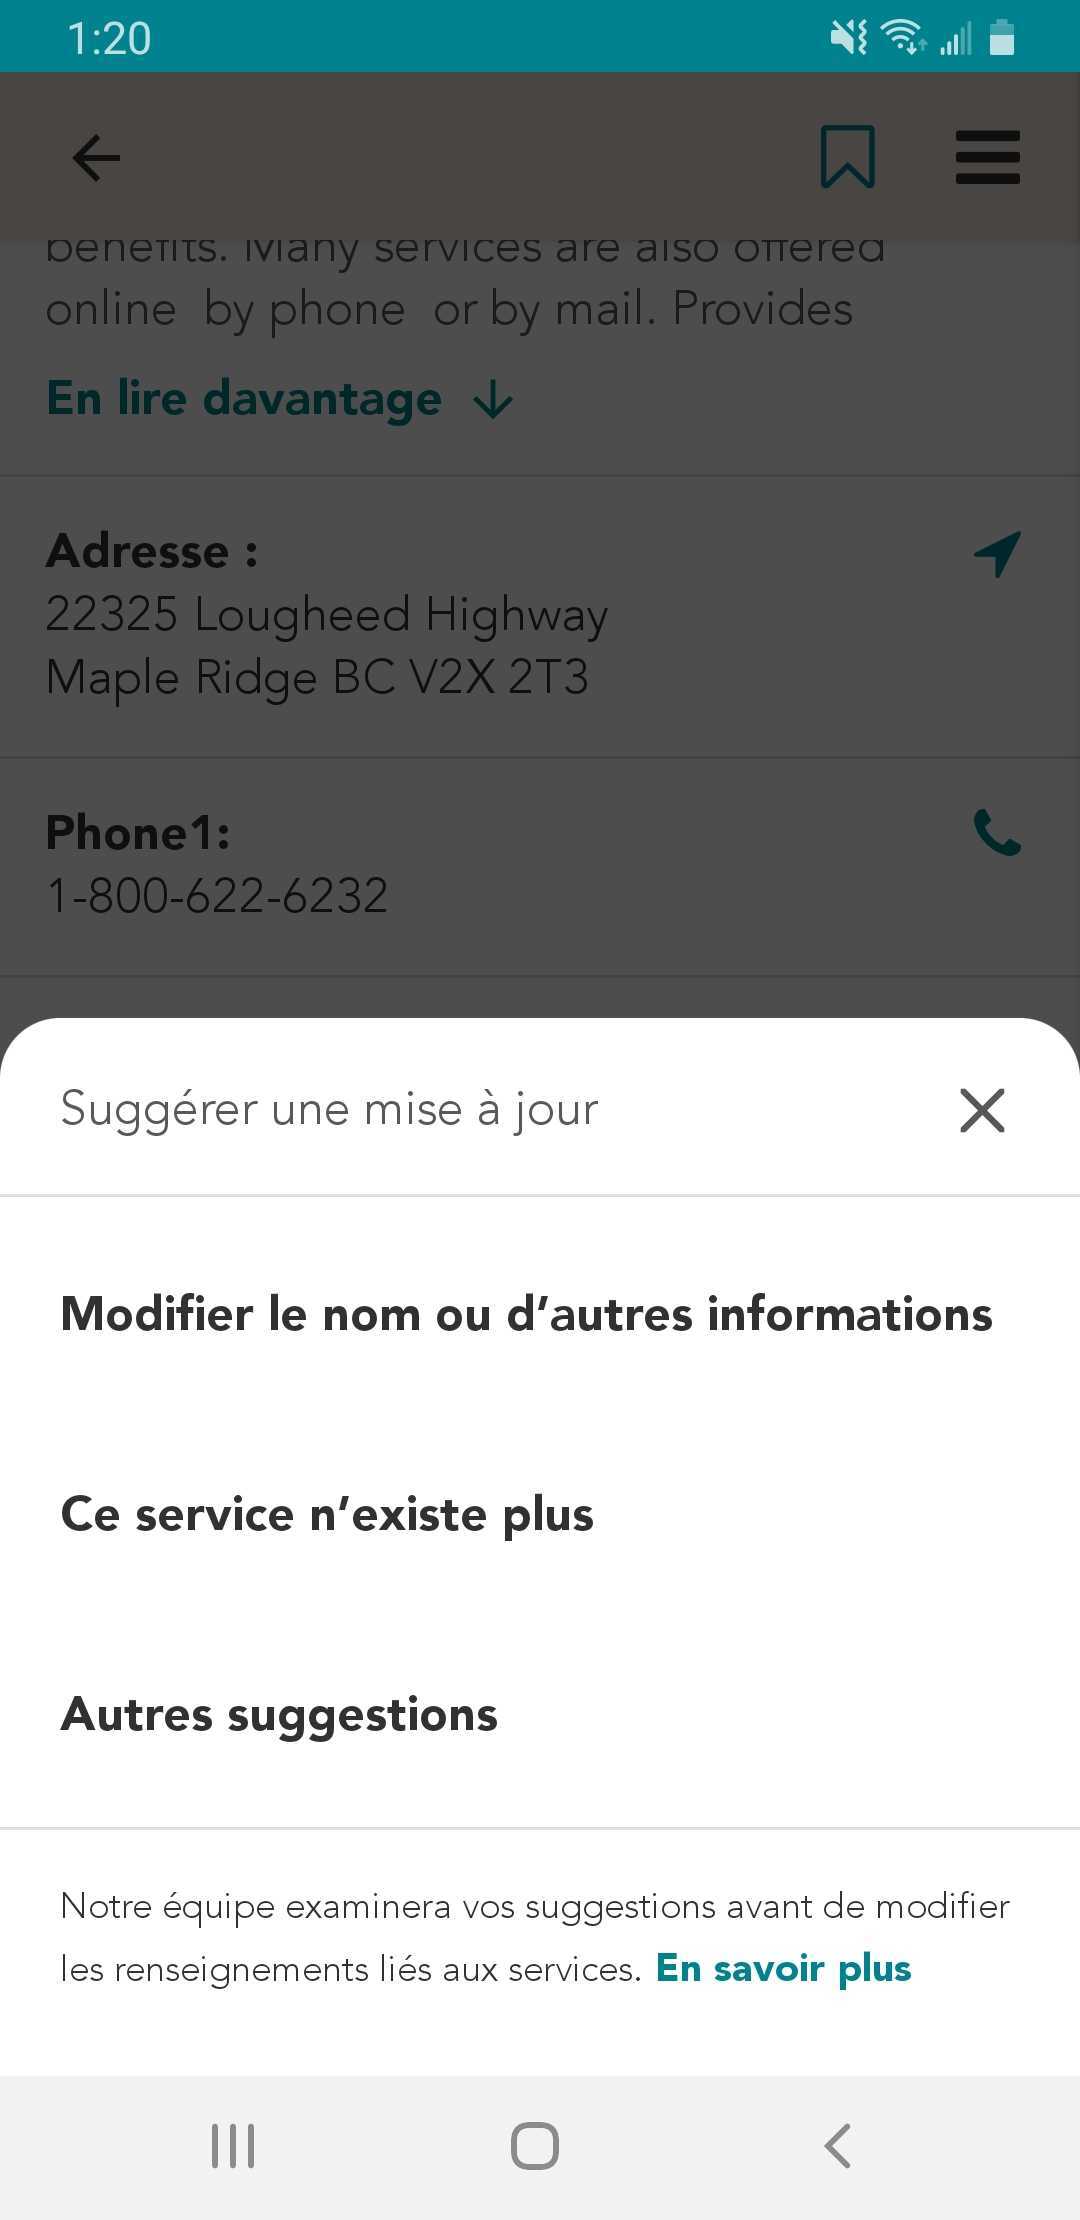 1:20
benefits. Many services are also offered
online by phone or by mail. Provides
En lire davantage
Adresse :
22325 Lougheed Highway
Maple Ridge BC V2X 2T3
Phone1:
1-800-622-6232
Suggérer une mise à jour
Modifier le nom ou d’autres informations
Ce service n’existe plus
Autres suggestions
Notre équipe examinera vos suggestions avant de modifier
les renseignements liés aux services. En savoir plus